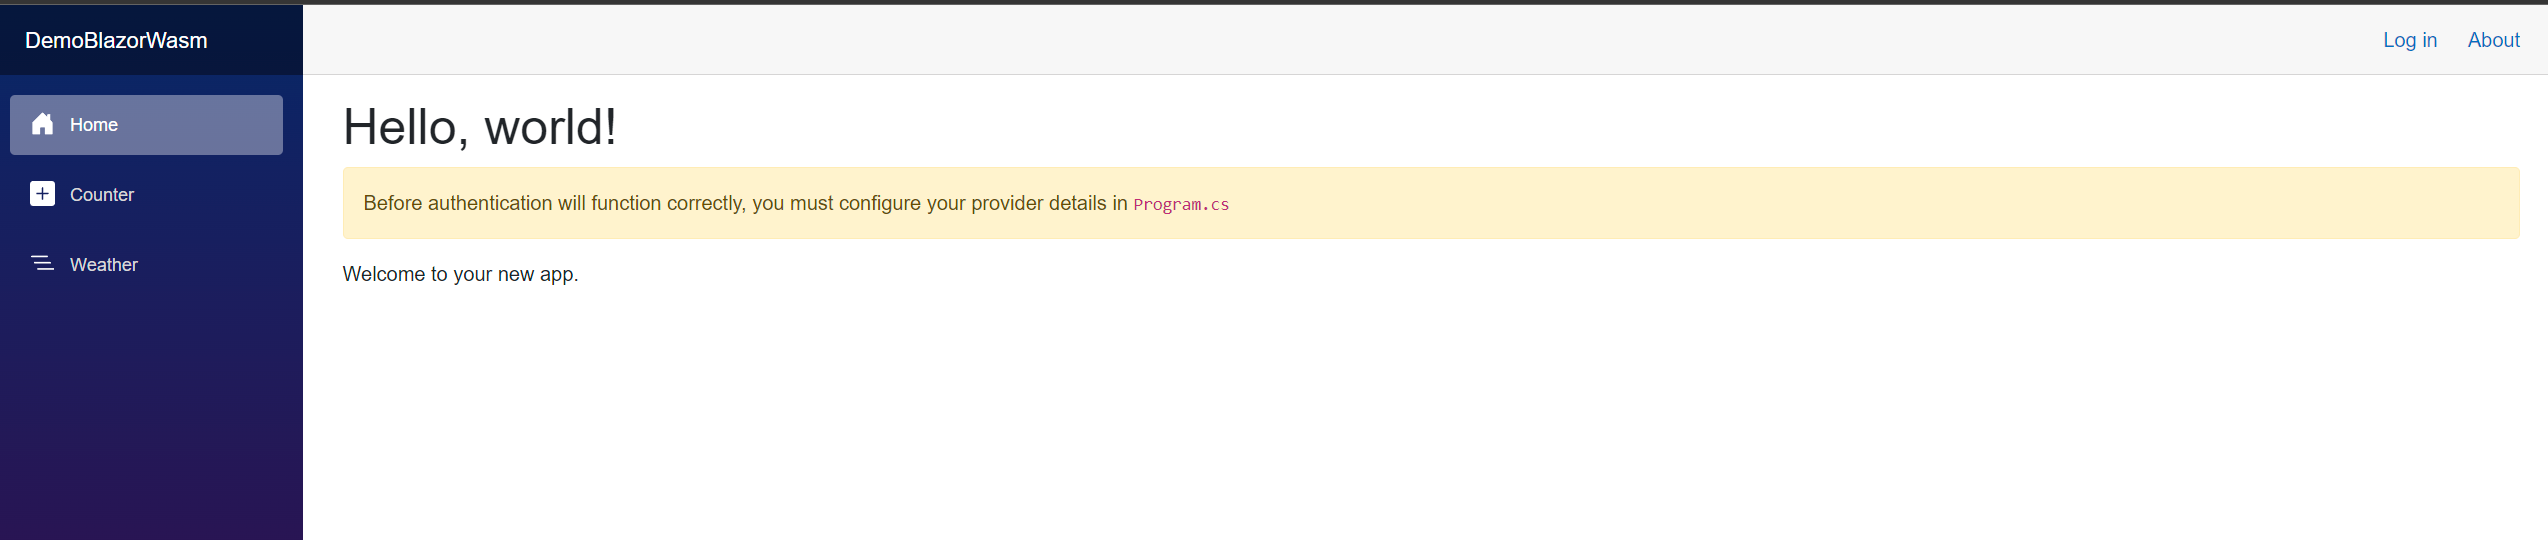 DemoBlazorWasm
Log in
About
Home
Counter
Weather
Hello, world!
Before authentication will function correctly, you must configure your provider details in Program.cs
Welcome to your new app.